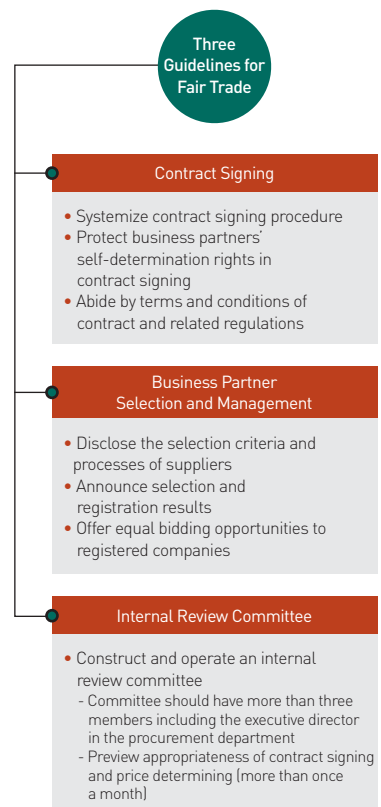 Three
Guidelines for
Fair Trade
Contract Signing
• Systemize contract signing procedure
• Protect business partners'
self-determination rights in
contract signing
• Abide by terms and conditions of
contract and related regulations
Business Partner
Selection and Management
• Disclose the selection criteria and
processes of suppliers
• Announce selection and
registration results
• Offer equal bidding opportunities to
registered companies
Internal Review Committee
• Construct and operate an internal
review committee
- Committee should have more than three
members including the executive director
in the procurement department
- Preview appropriateness of contract signing
and price determining (more than once
a month)